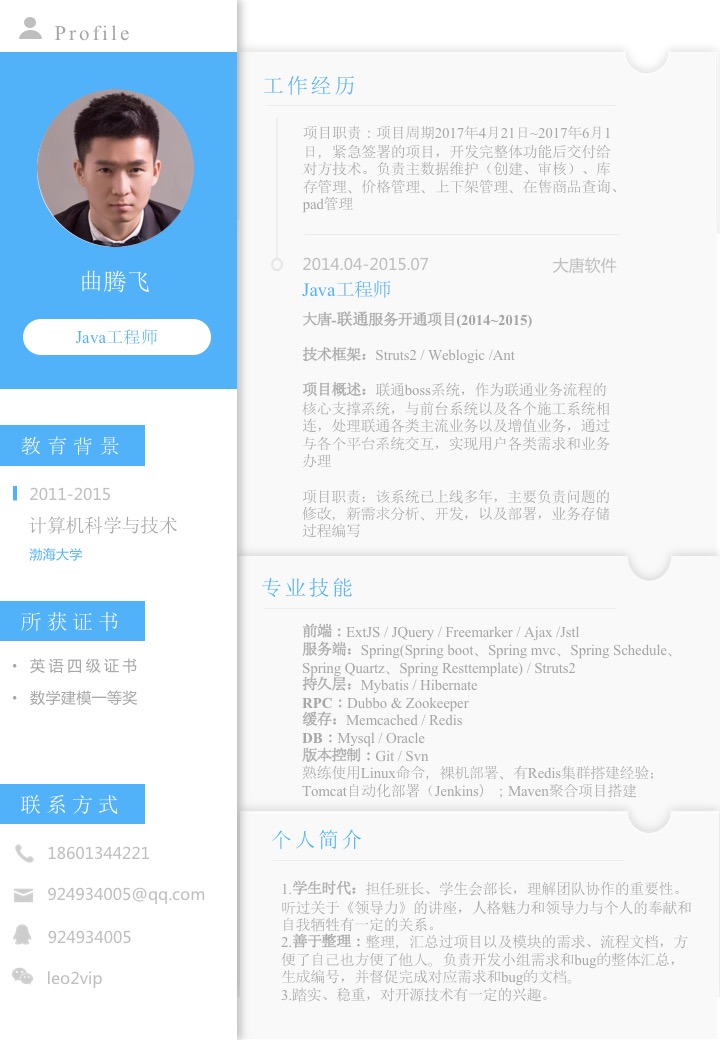 Profile
曲腾飞
Java工程师
教育背景
2011-2015
计算机科学与技术
渤海大学
所获证书
• 英语四级证书
• 数学建模一等奖
联系方式
18601344221
924934005@qq.com
924934005
leo2vip
工作经历
项目职责：项目周期2017年4月21日~2017年6月1
日，紧急签署的项目，开发完整体功能后交付给
对方技术。负责主数据维护（创建、审核）、库
存管理、价格管理、上下架管理、在售商品查询、
pad管理
2014.04-2015.07 大唐软件
Java工程师
大唐-联通服务开通项目(2014~2015)
技术框架：Struts2 / Weblogic /Ant
项目概述：联通boss系统，作为联通业务流程的
核心支撑系统，与前台系统以及各个施工系统相
连，处理联通各类主流业务以及增值业务，通过
与各个平台系统交互，实现用户各类需求和业务
办理
项目职责：该系统已上线多年，主要负责问题的
修改，新需求分析、开发，以及部署，业务存储
过程编写
专业技能
前端：ExtJS / JQuery / Freemarker / Ajax /Jstl
服务端：Spring(Spring boot、Spring mvc、Spring Schedule、
Spring Quartz、Spring Resttemplate) / Struts2
持久层：Mybatis / Hibernate
RPC：Dubbo & Zookeeper
缓存：Memcached / Redis
DB：Mysql / Oracle
版本控制：Git / Svn
熟练使用Linux命令，裸机部署、有Redis集群搭建经验；
Tomcat自动化部署（Jenkins）；Maven聚合项目搭建
个人简介
1.学生时代：担任班长、学生会部长，理解团队协作的重要性。
听过关于《领导力》的讲座，人格魅力和领导力与个人的奉献和
自我牺牲有一定的关系。
2.善于整理：整理，汇总过项目以及模块的需求、流程文档，方
便了自己也方便了他人。负责开发小组需求和bug的整体汇总，
生成编号，并督促完成对应需求和bug的文档。
3.踏实、稳重，对开源技术有一定的兴趣。